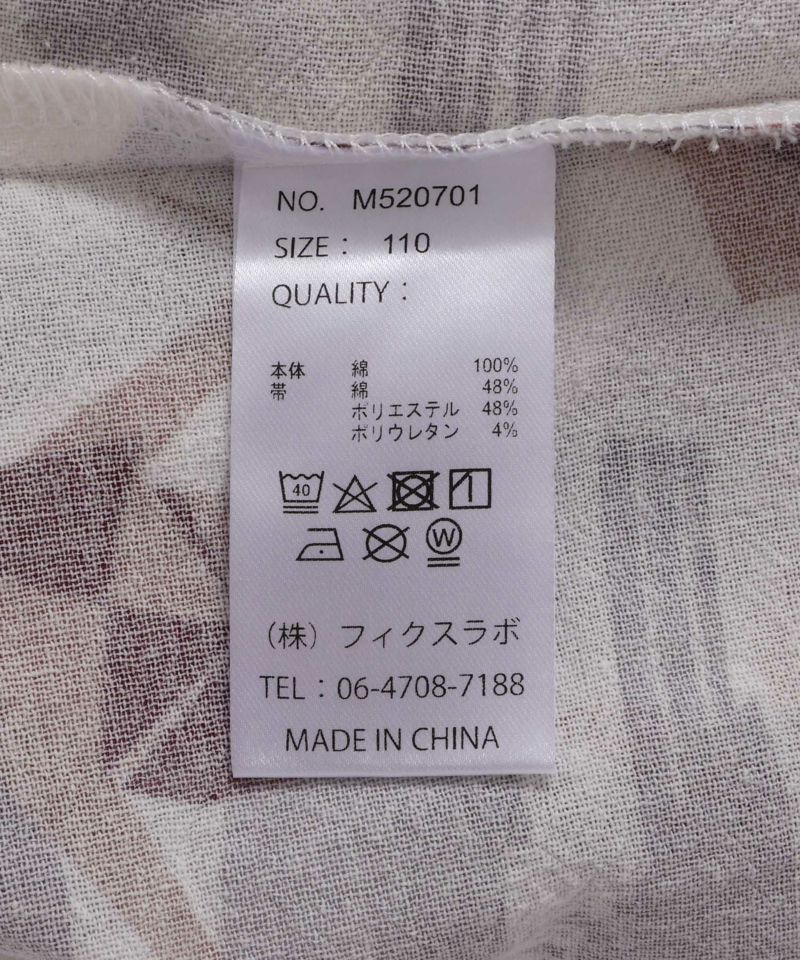 NO. M520701
SIZE： 110
QUALITY：
本体 綿 100%
帯 綿 48%
ポリエステル 48%
ポリウレタン 4%
40
W
（株）フィクスラボ
TEL：06-4708-7188
MADE IN CHINA